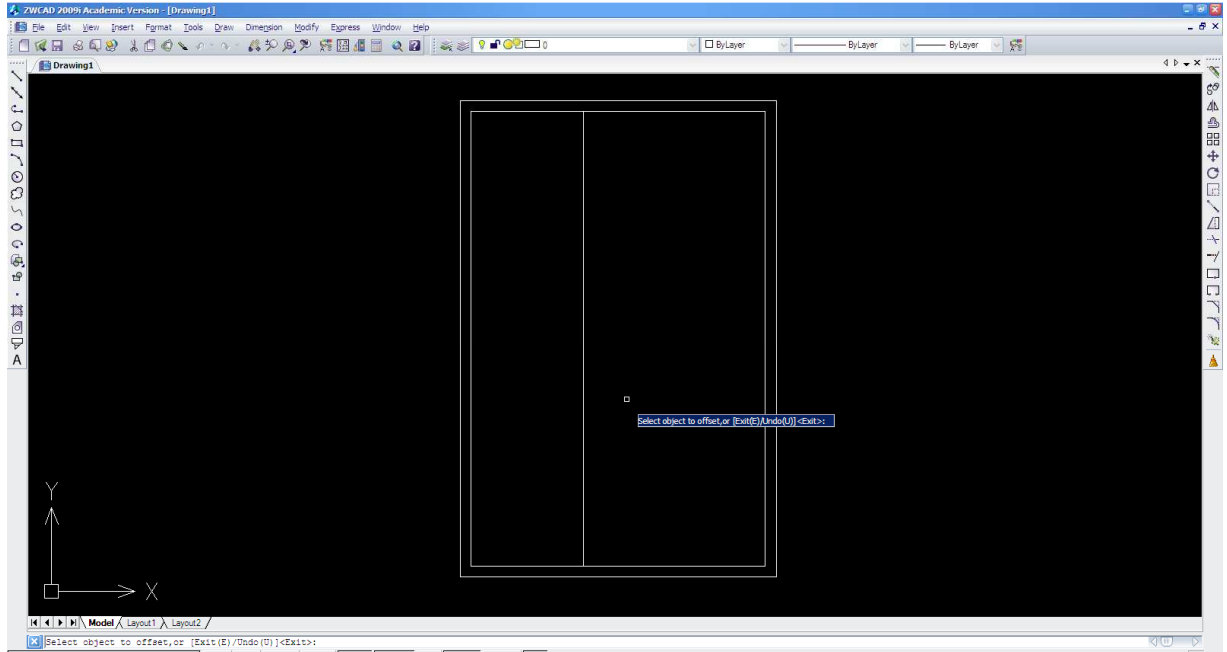 ZWCAD 2009i Academic Version - [Drawing1]
File Edit View Insert Format Tools Draw Dimension Modify Express Window Help
0 ByLayer ByLayer ByLayer
Drawing1
Select object to offset,or [Exit(E)/Undo(U)]<Exit>:
Y
X
Model Layout1 Layout2
Select object to offset,or [Exit(E)/Undo(U)]<Exit>: